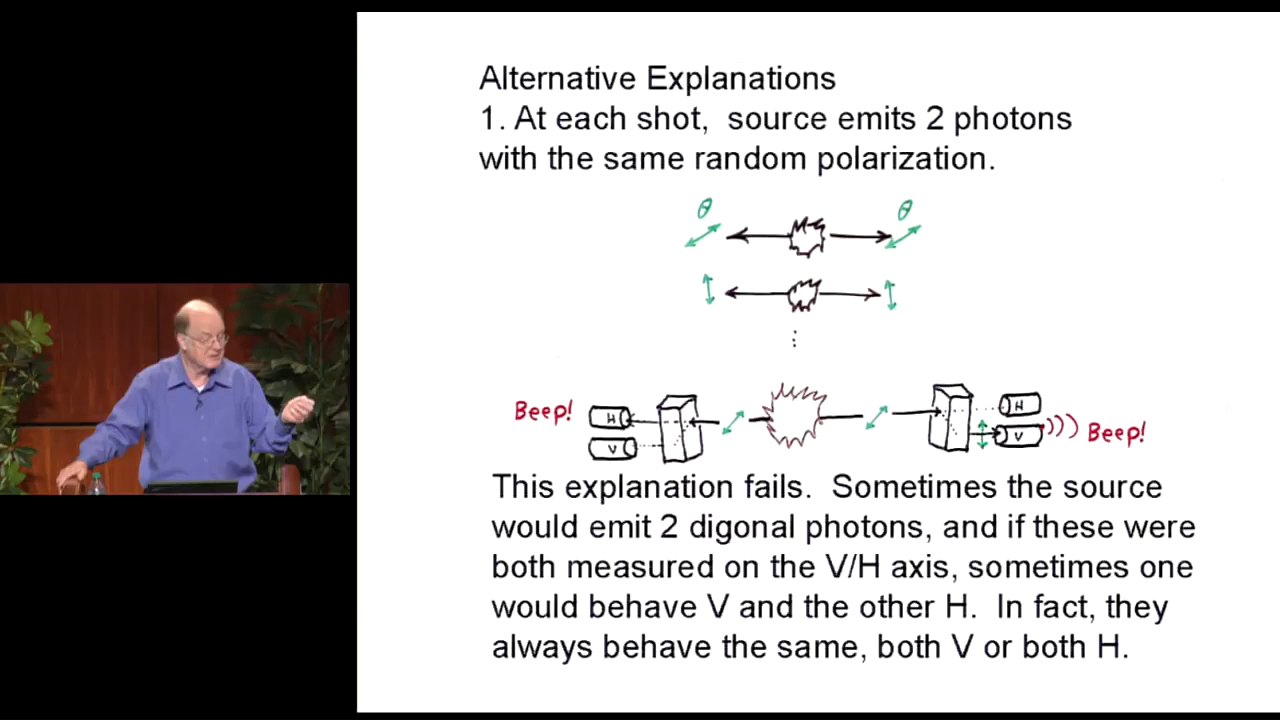 Alternative Explanations
1. At each shot, source emits 2 photons
with the same random polarization.
θ θ
Beep! H V H V Beep!
This explanation fails. Sometimes the source
would emit 2 digonal photons, and if these were
both measured on the V/H axis, sometimes one
would behave V and the other H. In fact, they
always behave the same, both V or both H.